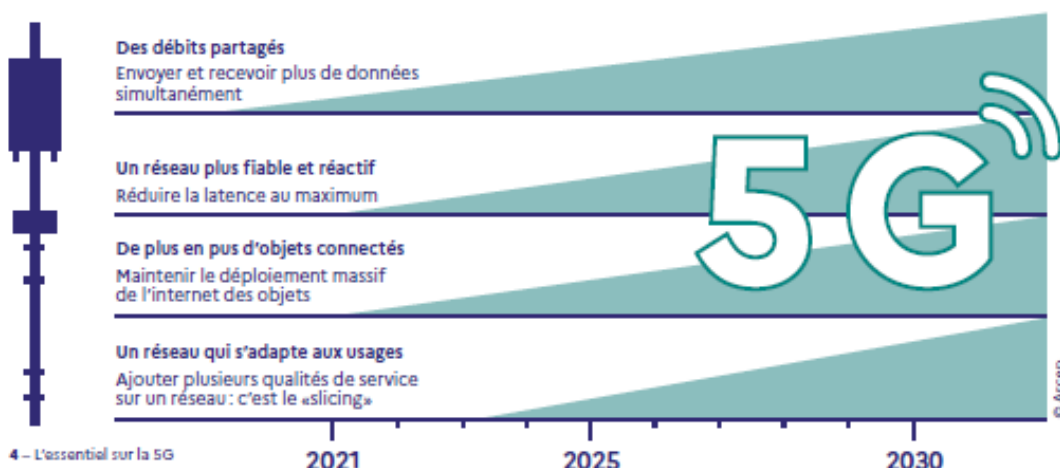 Des débits partagés
Envoyer et recevoir plus de données
simultanément
Un réseau plus fiable et réactif
Réduire la latence au maximum
De plus en pus d'objets connectés
Maintenir le déploiement massif
de l'internet des objets
Un réseau qui s'adapte aux usages
Ajouter plusieurs qualités de service
sur un réseau : c'est le «slicing»
5G
© Arcep
4 – L'essentiel sur la 5G
2021 2025 2030